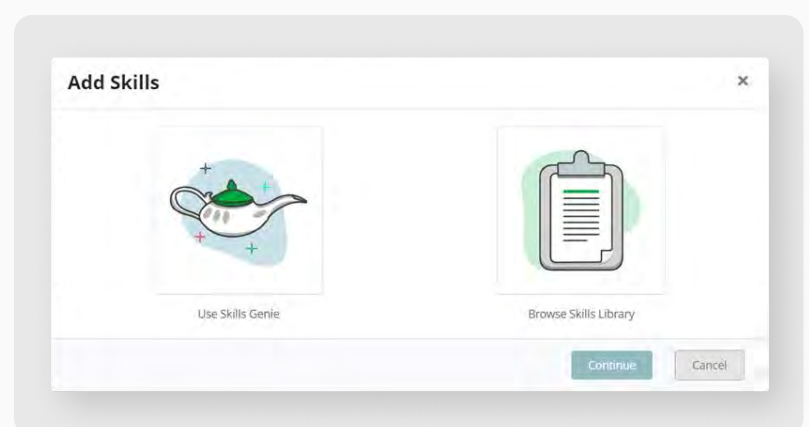 Add Skills
×
Use Skills Genie
Browse Skills Library
Continue
Cancel